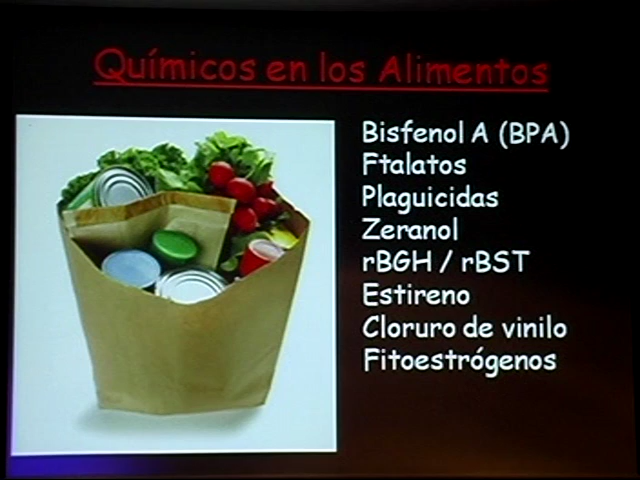 Químicos en los Alimentos
Bisfenol A (BPA)
Ftalatos
Plaguicidas
Zeranol
rBGH / rBST
Estireno
Cloruro de vinilo
Fitoestrógenos